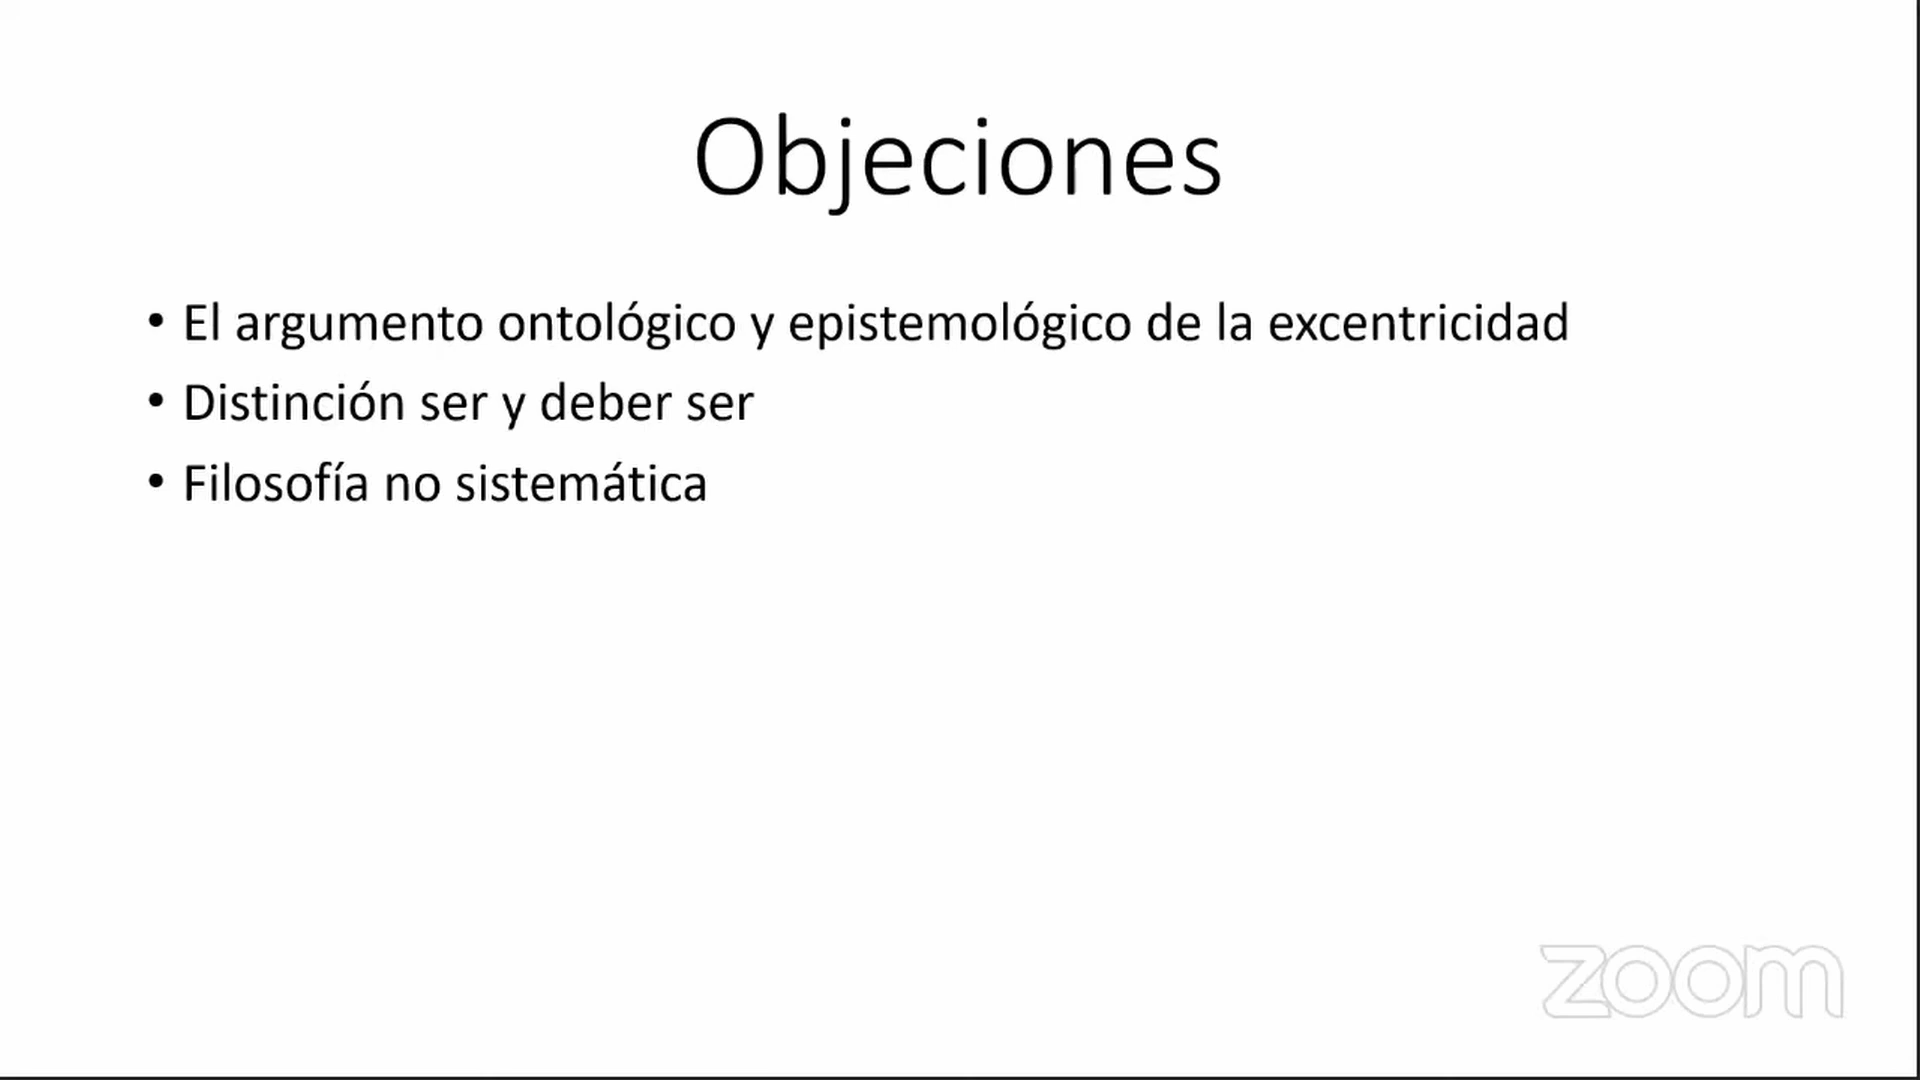 Objeciones
• El argumento ontológico y epistemológico de la excentricidad
• Distinción ser y deber ser
• Filosofía no sistemática
zoom